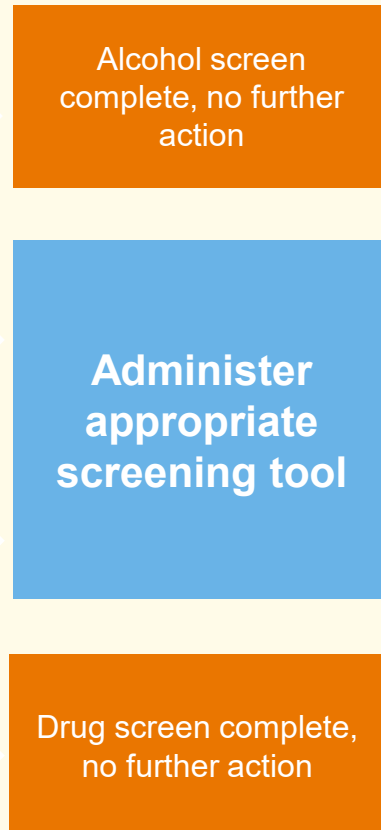 Alcohol screen
complete, no further
action
Administer
appropriate
screening tool
Drug screen complete,
no further action